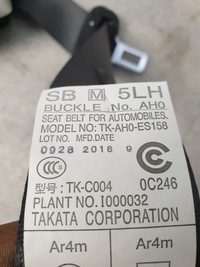 SB M 5LH
BUCKLE No. AH0
SEAT BELT FOR AUTOMOBILES.
MODEL NO: TK-AH0-ES158
LOT NO. MFD.DATE
0928 2016 9
CCC C
型号: TK-C004 0C246
PLANT NO.I000032
TAKATA CORPORATION
Ar4m Ar4m